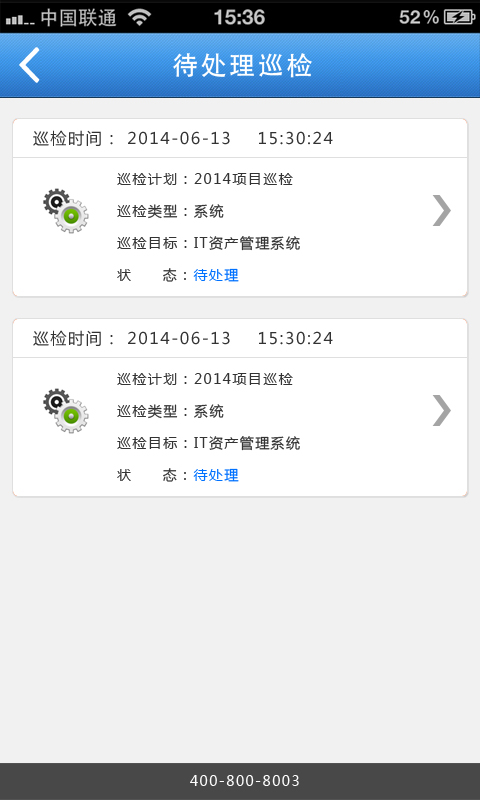 中国联通 15:36 52%
待处理巡检
巡检时间： 2014-06-13 15:30:24
巡检计划：2014项目巡检
巡检类型：系统
巡检目标：IT资产管理系统
状 态：待处理
巡检时间： 2014-06-13 15:30:24
巡检计划：2014项目巡检
巡检类型：系统
巡检目标：IT资产管理系统
状 态：待处理
400-800-8003